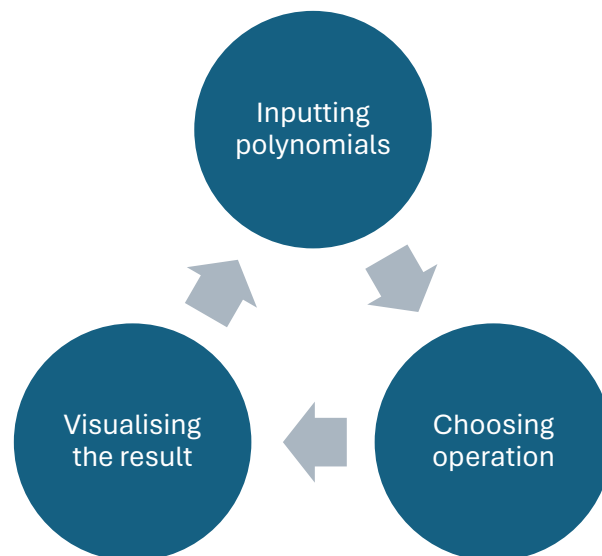 Inputting
polynomials
Visualising
the result
Choosing
operation